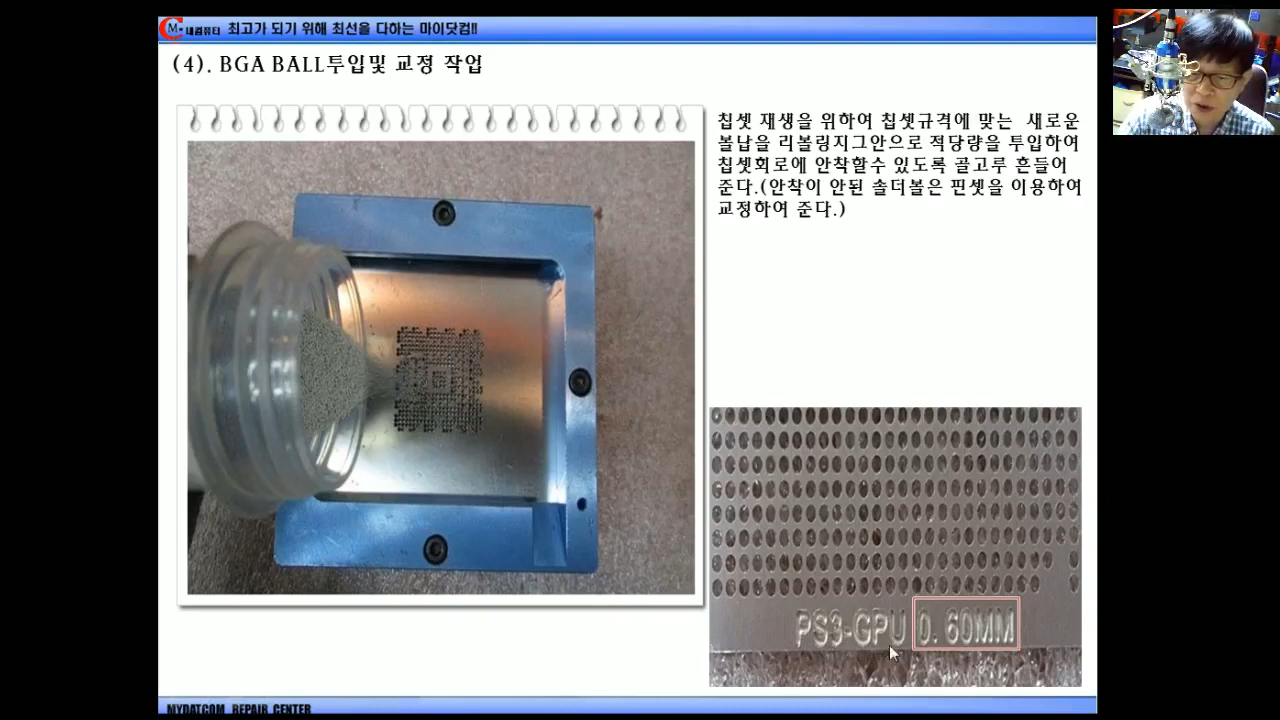 M 내컴퓨터 최고가 되기 위해 최선을 다하는 마이닷컴!!
(4). BGA BALL투입및 교정 작업
칩셋 재생을 위하여 칩셋규격에 맞는 새로운
볼납을 리볼링지그안으로 적당량을 투입하여
칩셋회로에 안착할수 있도록 골고루 흔들어
준다.(안착이 안된 솔더볼은 핀셋을 이용하여
교정하여 준다.)
PS3-GPU 0.60MM
MYDATCOM REPAIR CENTER